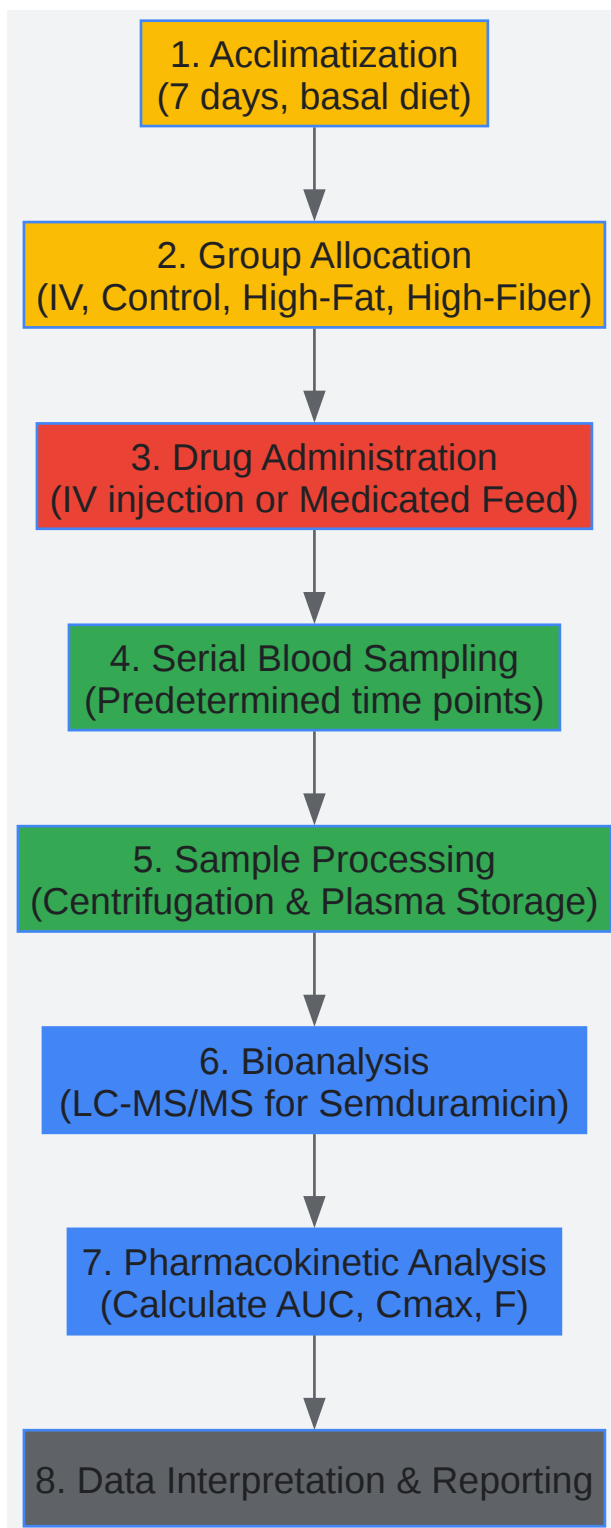 1. Acclimatization
(7 days, basal diet)
2. Group Allocation
(IV, Control, High-Fat, High-Fiber)
3. Drug Administration
(IV injection or Medicated Feed)
4. Serial Blood Sampling
(Predetermined time points)
5. Sample Processing
(Centrifugation & Plasma Storage)
6. Bioanalysis
(LC-MS/MS for Semduramicin)
7. Pharmacokinetic Analysis
(Calculate AUC, Cmax, F)
8. Data Interpretation & Reporting